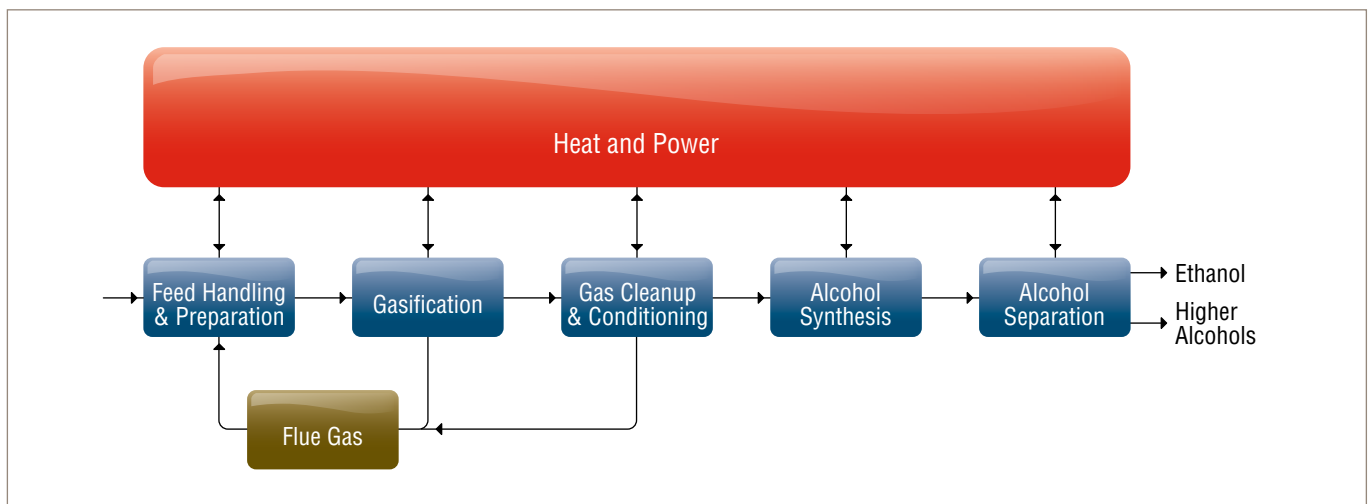 Heat and Power
Feed Handling
& Preparation
Gasification
Gas Cleanup
& Conditioning
Alcohol
Synthesis
Alcohol
Separation
Ethanol
Higher
Alcohols
Flue Gas